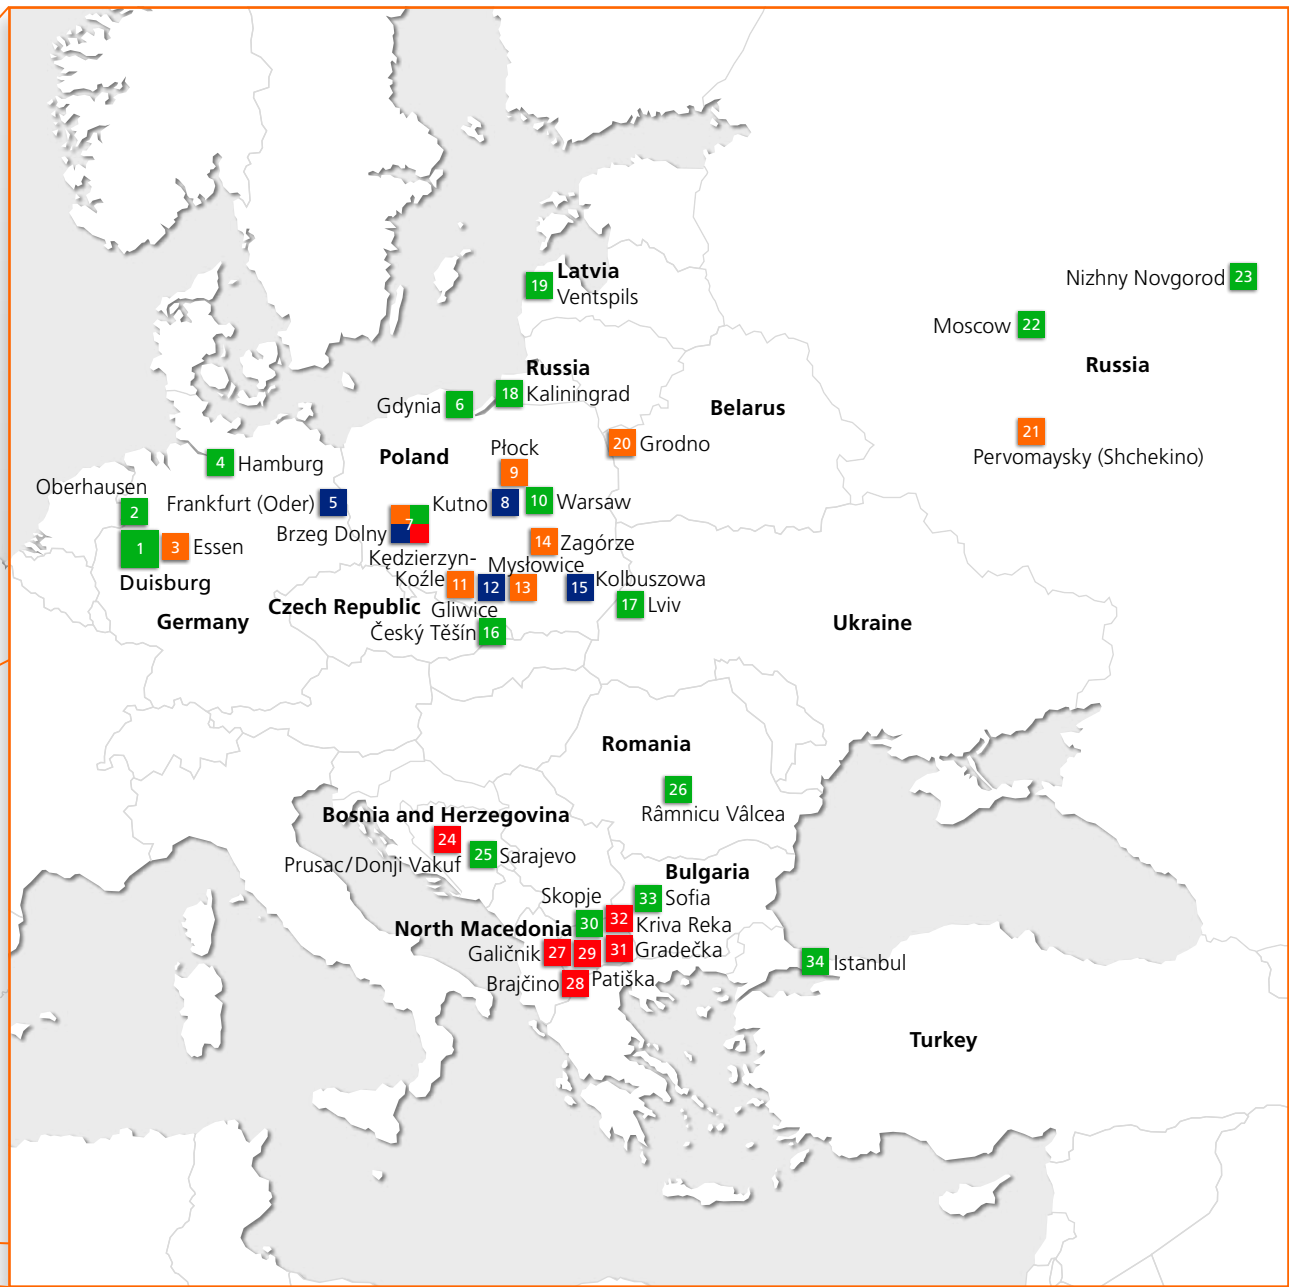 Latvia
19
Ventspils
Nizhny Novgorod 23
Moscow 22
Russia
Russia
18 Kaliningrad
Gdynia 6
Belarus
21
Pervomaysky (Shchekino)
20 Grodno
Płock
9
Poland
4 Hamburg
Oberhausen
2
Frankfurt (Oder) 5
Kutno 8
10 Warsaw
7
Brzeg Dolny
1
3 Essen
Duisburg
14 Zagórze
Kędzierzyn-
Koźle 11
Mysłowice
12
13
Kolbuszowa
15
Gliwice
17 Lviv
Czech Republic
Germany
Český Těšín 16
Ukraine
Romania
26
Râmnicu Vâlcea
Bosnia and Herzegovina
24
Prusac/Donji Vakuf
25 Sarajevo
Bulgaria
33 Sofia
Skopje
30
32
Kriva Reka
North Macedonia
Galičnik 27
29
31 Gradečka
Brajčino 28
Patiška
34 Istanbul
Turkey